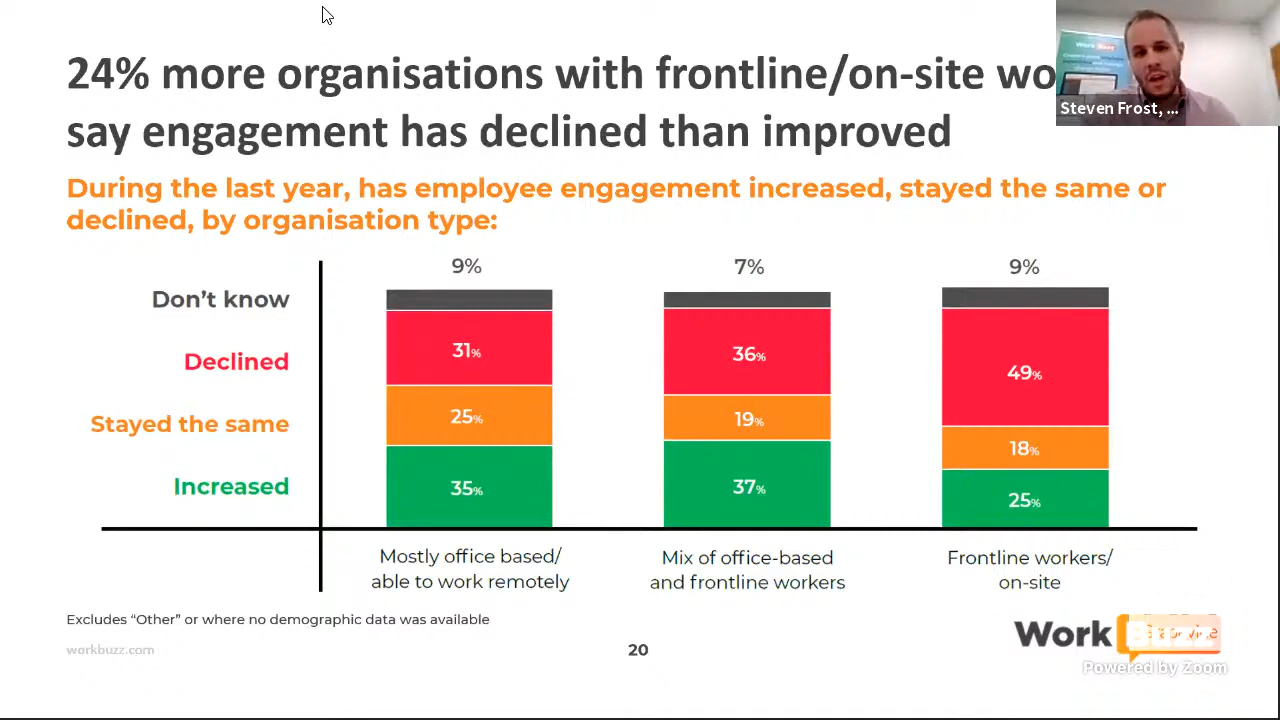 24% more organisations with frontline/on-site wo
say engagement has declined than improved
Steven Frost, ...
Work Buzz
During the last year, has employee engagement increased, stayed the same or
declined, by organisation type:
9%
7%
9%
Don't know
Declined
Stayed the same
Increased
31%
25%
35%
36%
19%
37%
49%
18%
25%
Mostly office based/
able to work remotely
Mix of office-based
and frontline workers
Frontline workers/
on-site
Excludes “Other” or where no demographic data was available
workbuzz.com
20
Work Buzz
Powered by Zoom